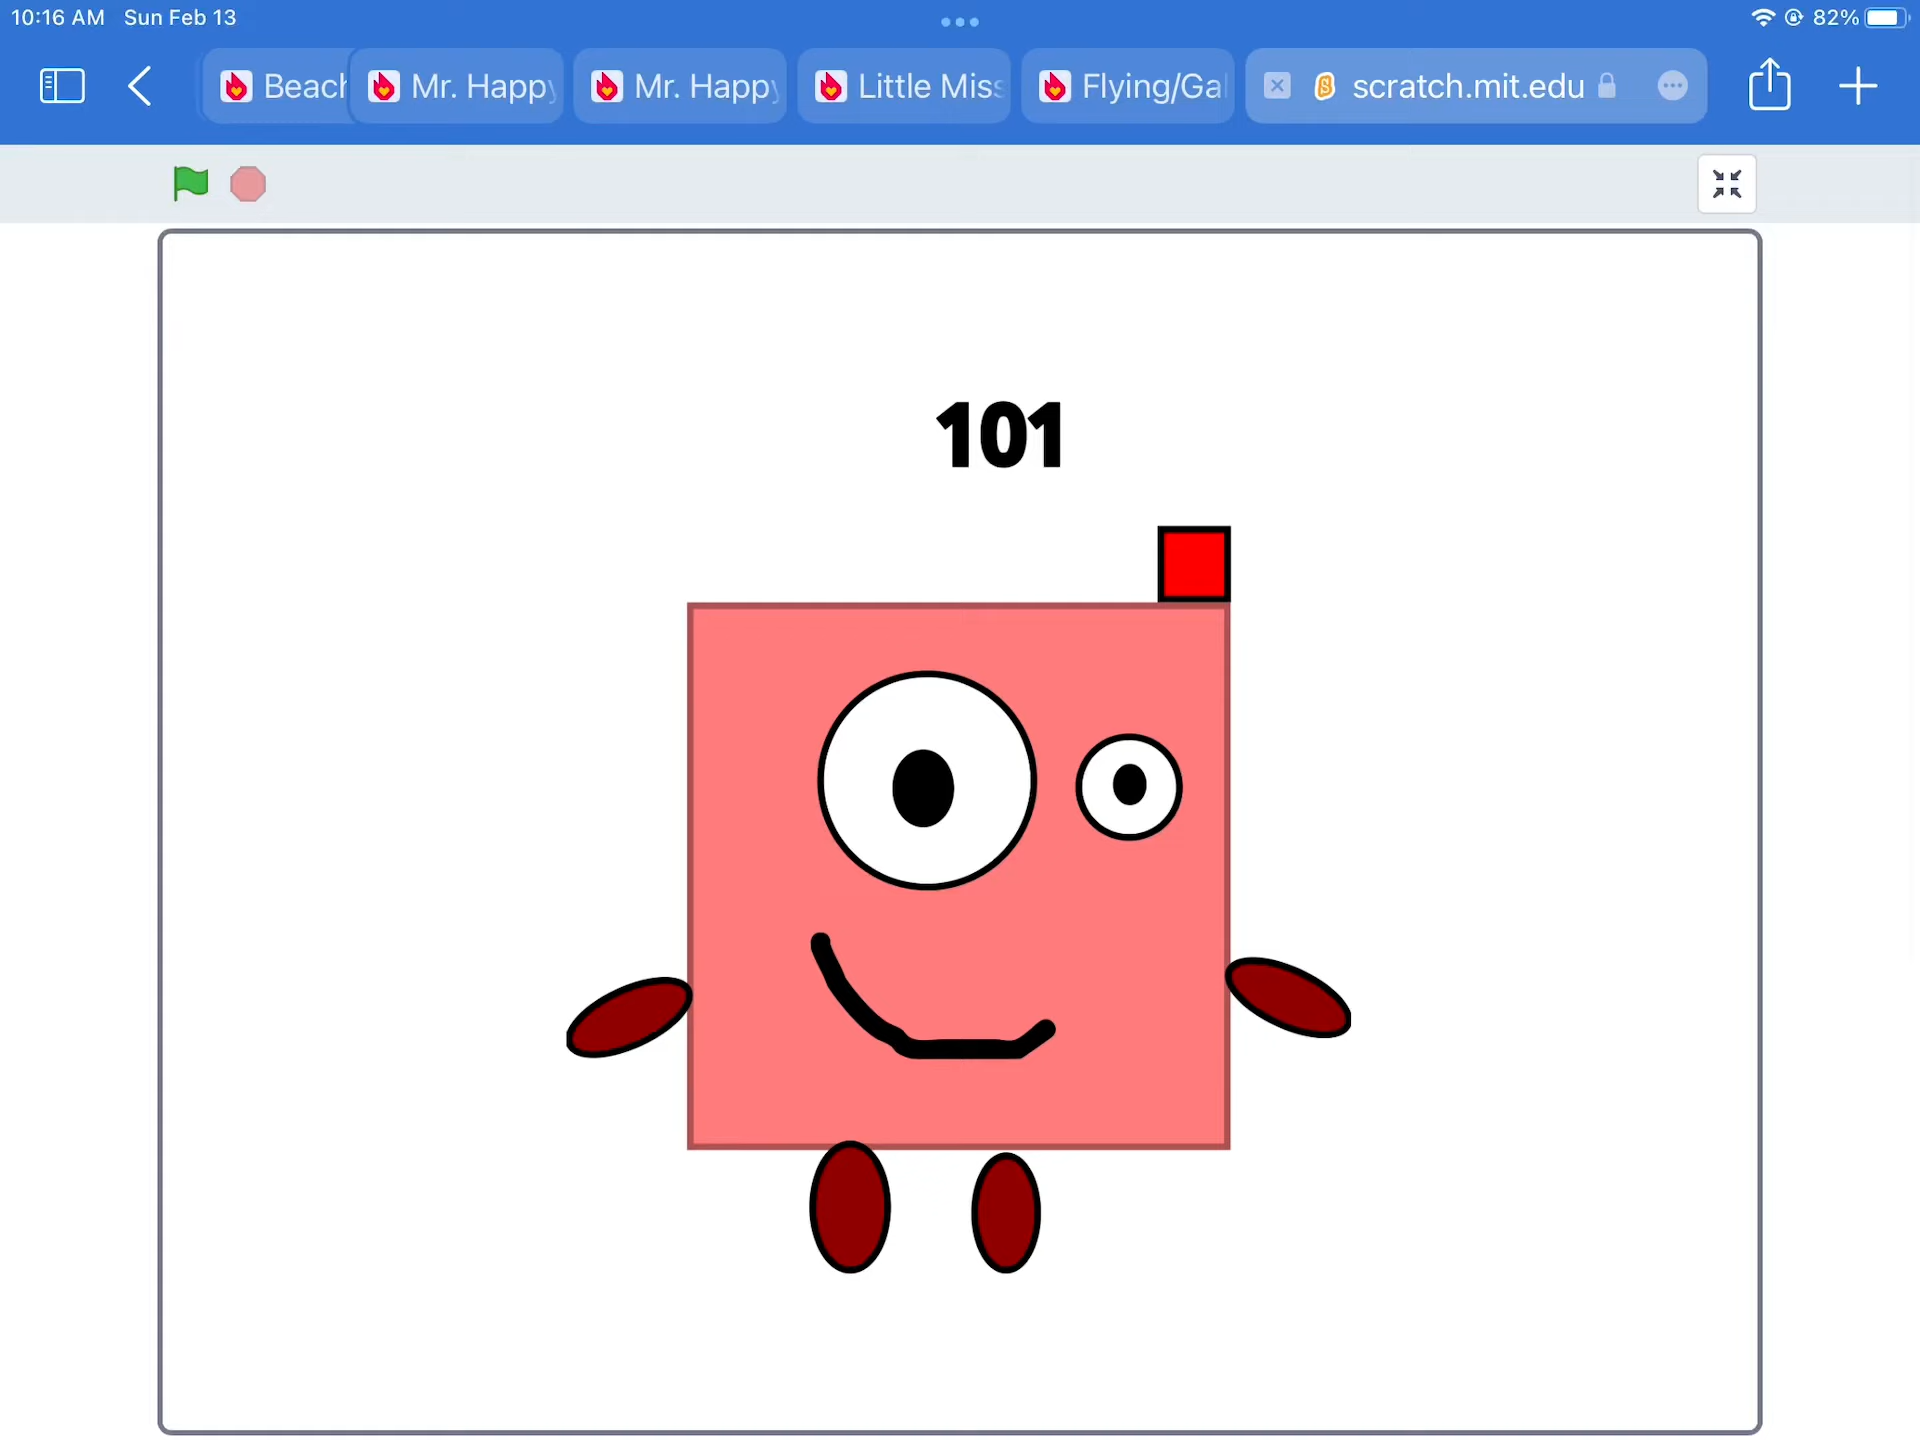 10:16 AM Sun Feb 13
82%
Beach Mr. Happy Mr. Happy Little Miss Flying/Ga scratch.mit.edu
101